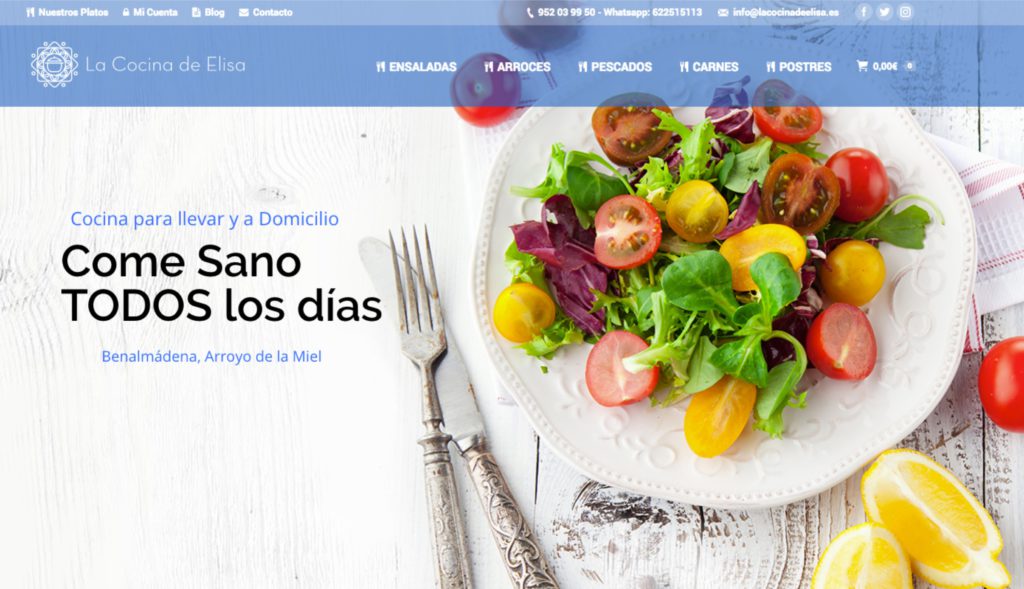 Nuestros Platos Mi Cuenta Blog Contacto 952 03 99 50 - Whatsapp: 622515113 info@lacocinadeelisa.es
La Cocina de Elisa ENSALADAS ARROCES PESCADOS CARNES POSTRES 0,00€ 0
Cocina para llevar y a Domicilio
Come Sano
TODOS los días
Benalmádena, Arroyo de la Miel